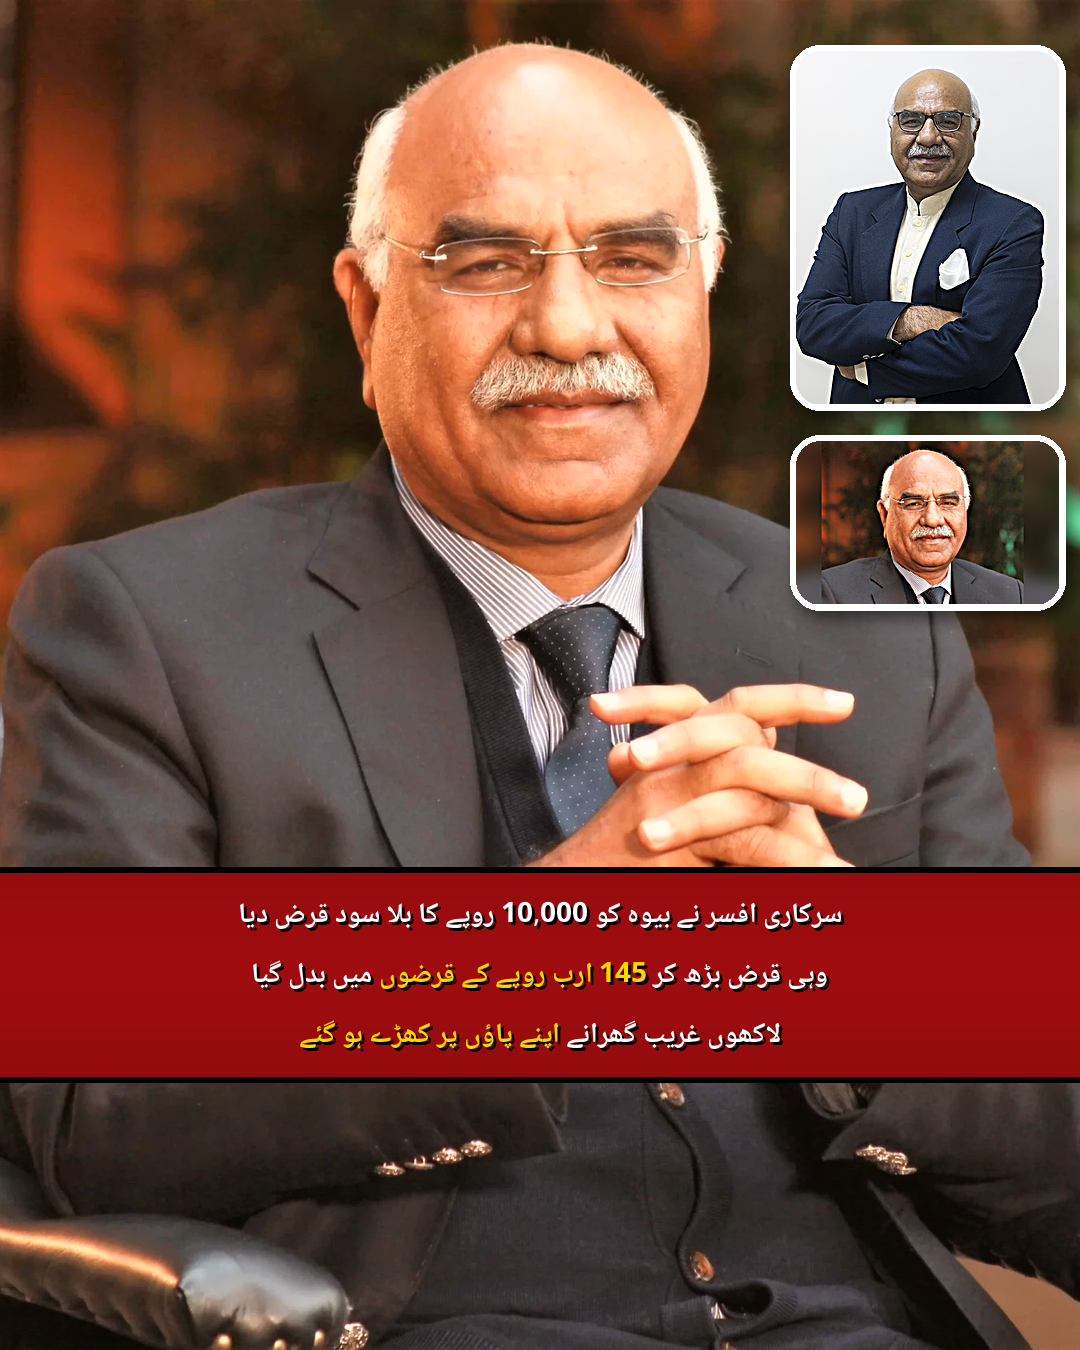 سرکاری افسر نے بیوہ کو 10,000 روپے کا بلا سود قرض دیا
وہی قرض بڑھ کر 145 ارب روپے کے قرضوں میں بدل گیا
لاکھوں غریب گھرانے اپنے پاؤں پر کھڑے ہو گئے